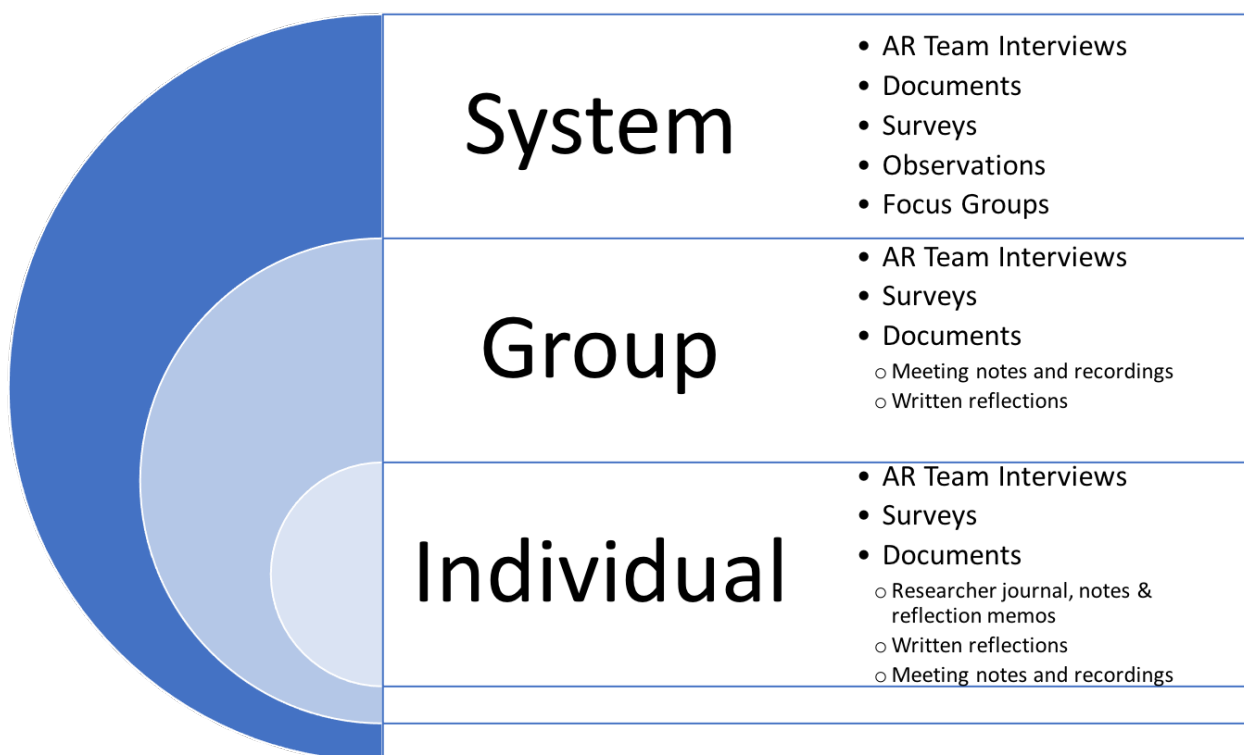 System
• AR Team Interviews
• Documents
• Surveys
• Observations
• Focus Groups
Group
• AR Team Interviews
• Surveys
• Documents
o Meeting notes and recordings
o Written reflections
Individual
• AR Team Interviews
• Surveys
• Documents
o Researcher journal, notes &
reflection memos
o Written reflections
o Meeting notes and recordings